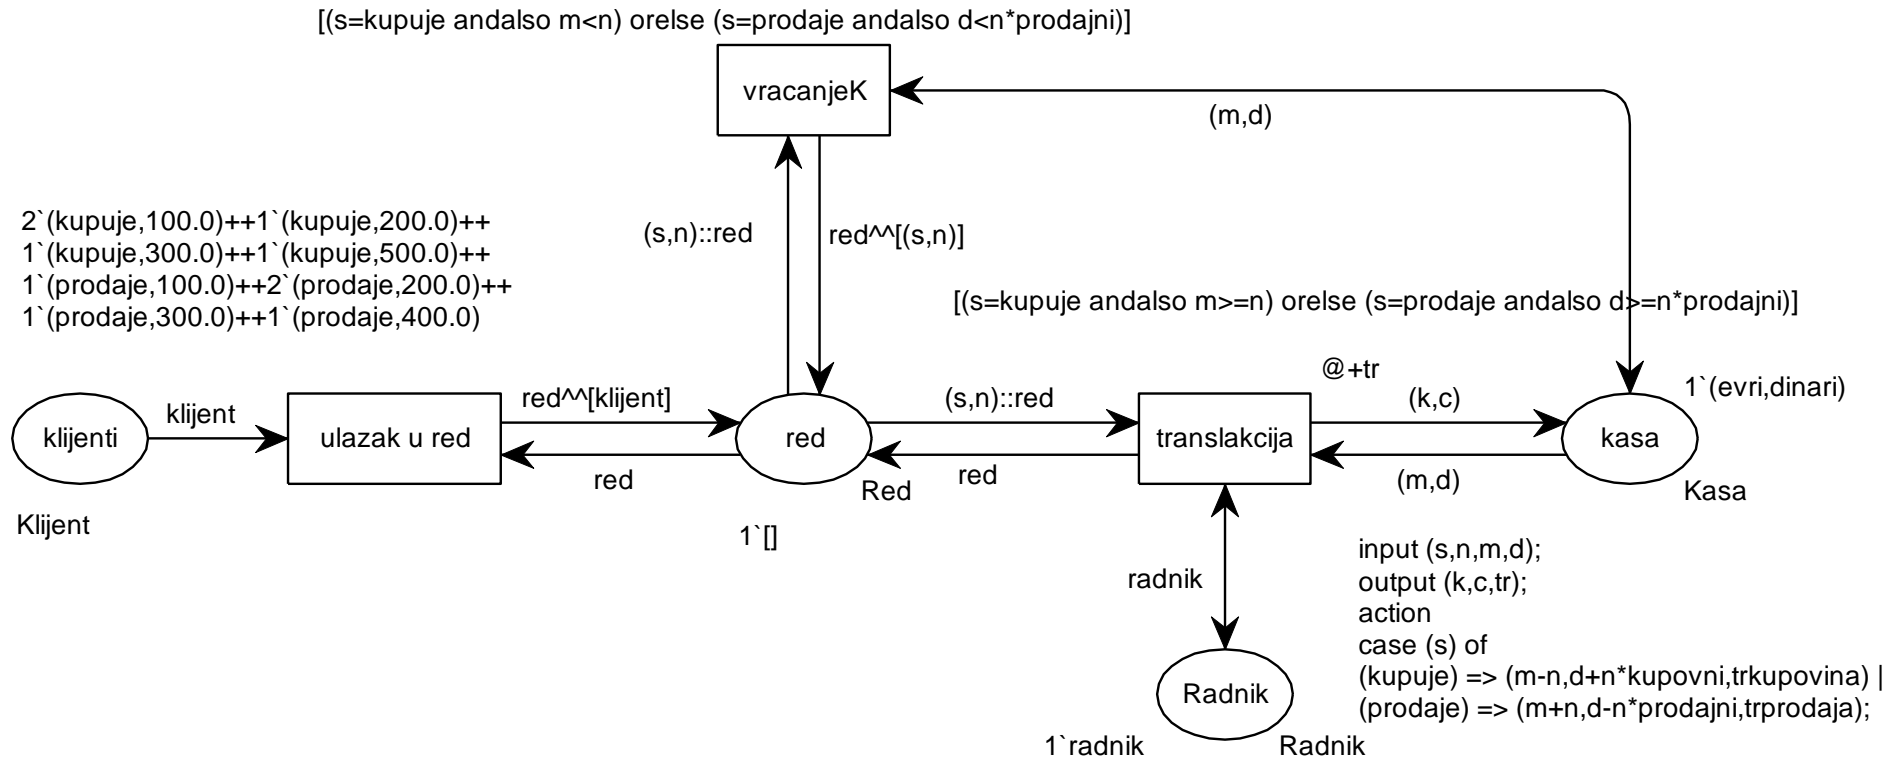 [(s=kupuje andalso m<n) orelse (s=prodaje andalso d<n*prodajni)]
vracanjeK
(m,d)
2`(kupuje,100.0)++1`(kupuje,200.0)++
1`(kupuje,300.0)++1`(kupuje,500.0)++
1`(prodaje,100.0)++2`(prodaje,200.0)++
1`(prodaje,300.0)++1`(prodaje,400.0)
(s,n)::red
red^^[(s,n)]
[(s=kupuje andalso m>=n) orelse (s=prodaje andalso d>=n*prodajni)]
@+tr
klijenti
klijent
ulazak u red
red^^[klijent]
red
red
(s,n)::red
red
translakcija
(k,c)
(m,d)
kasa
1`(evri,dinari)
Klijent
Red
Kasa
1`[]
radnik
input (s,n,m,d);
output (k,c,tr);
action
case (s) of
(kupuje) => (m-n,d+n*kupovni,trkupovina) |
(prodaje) => (m+n,d-n*prodajni,trprodaja);
Radnik
1`radnik
Radnik